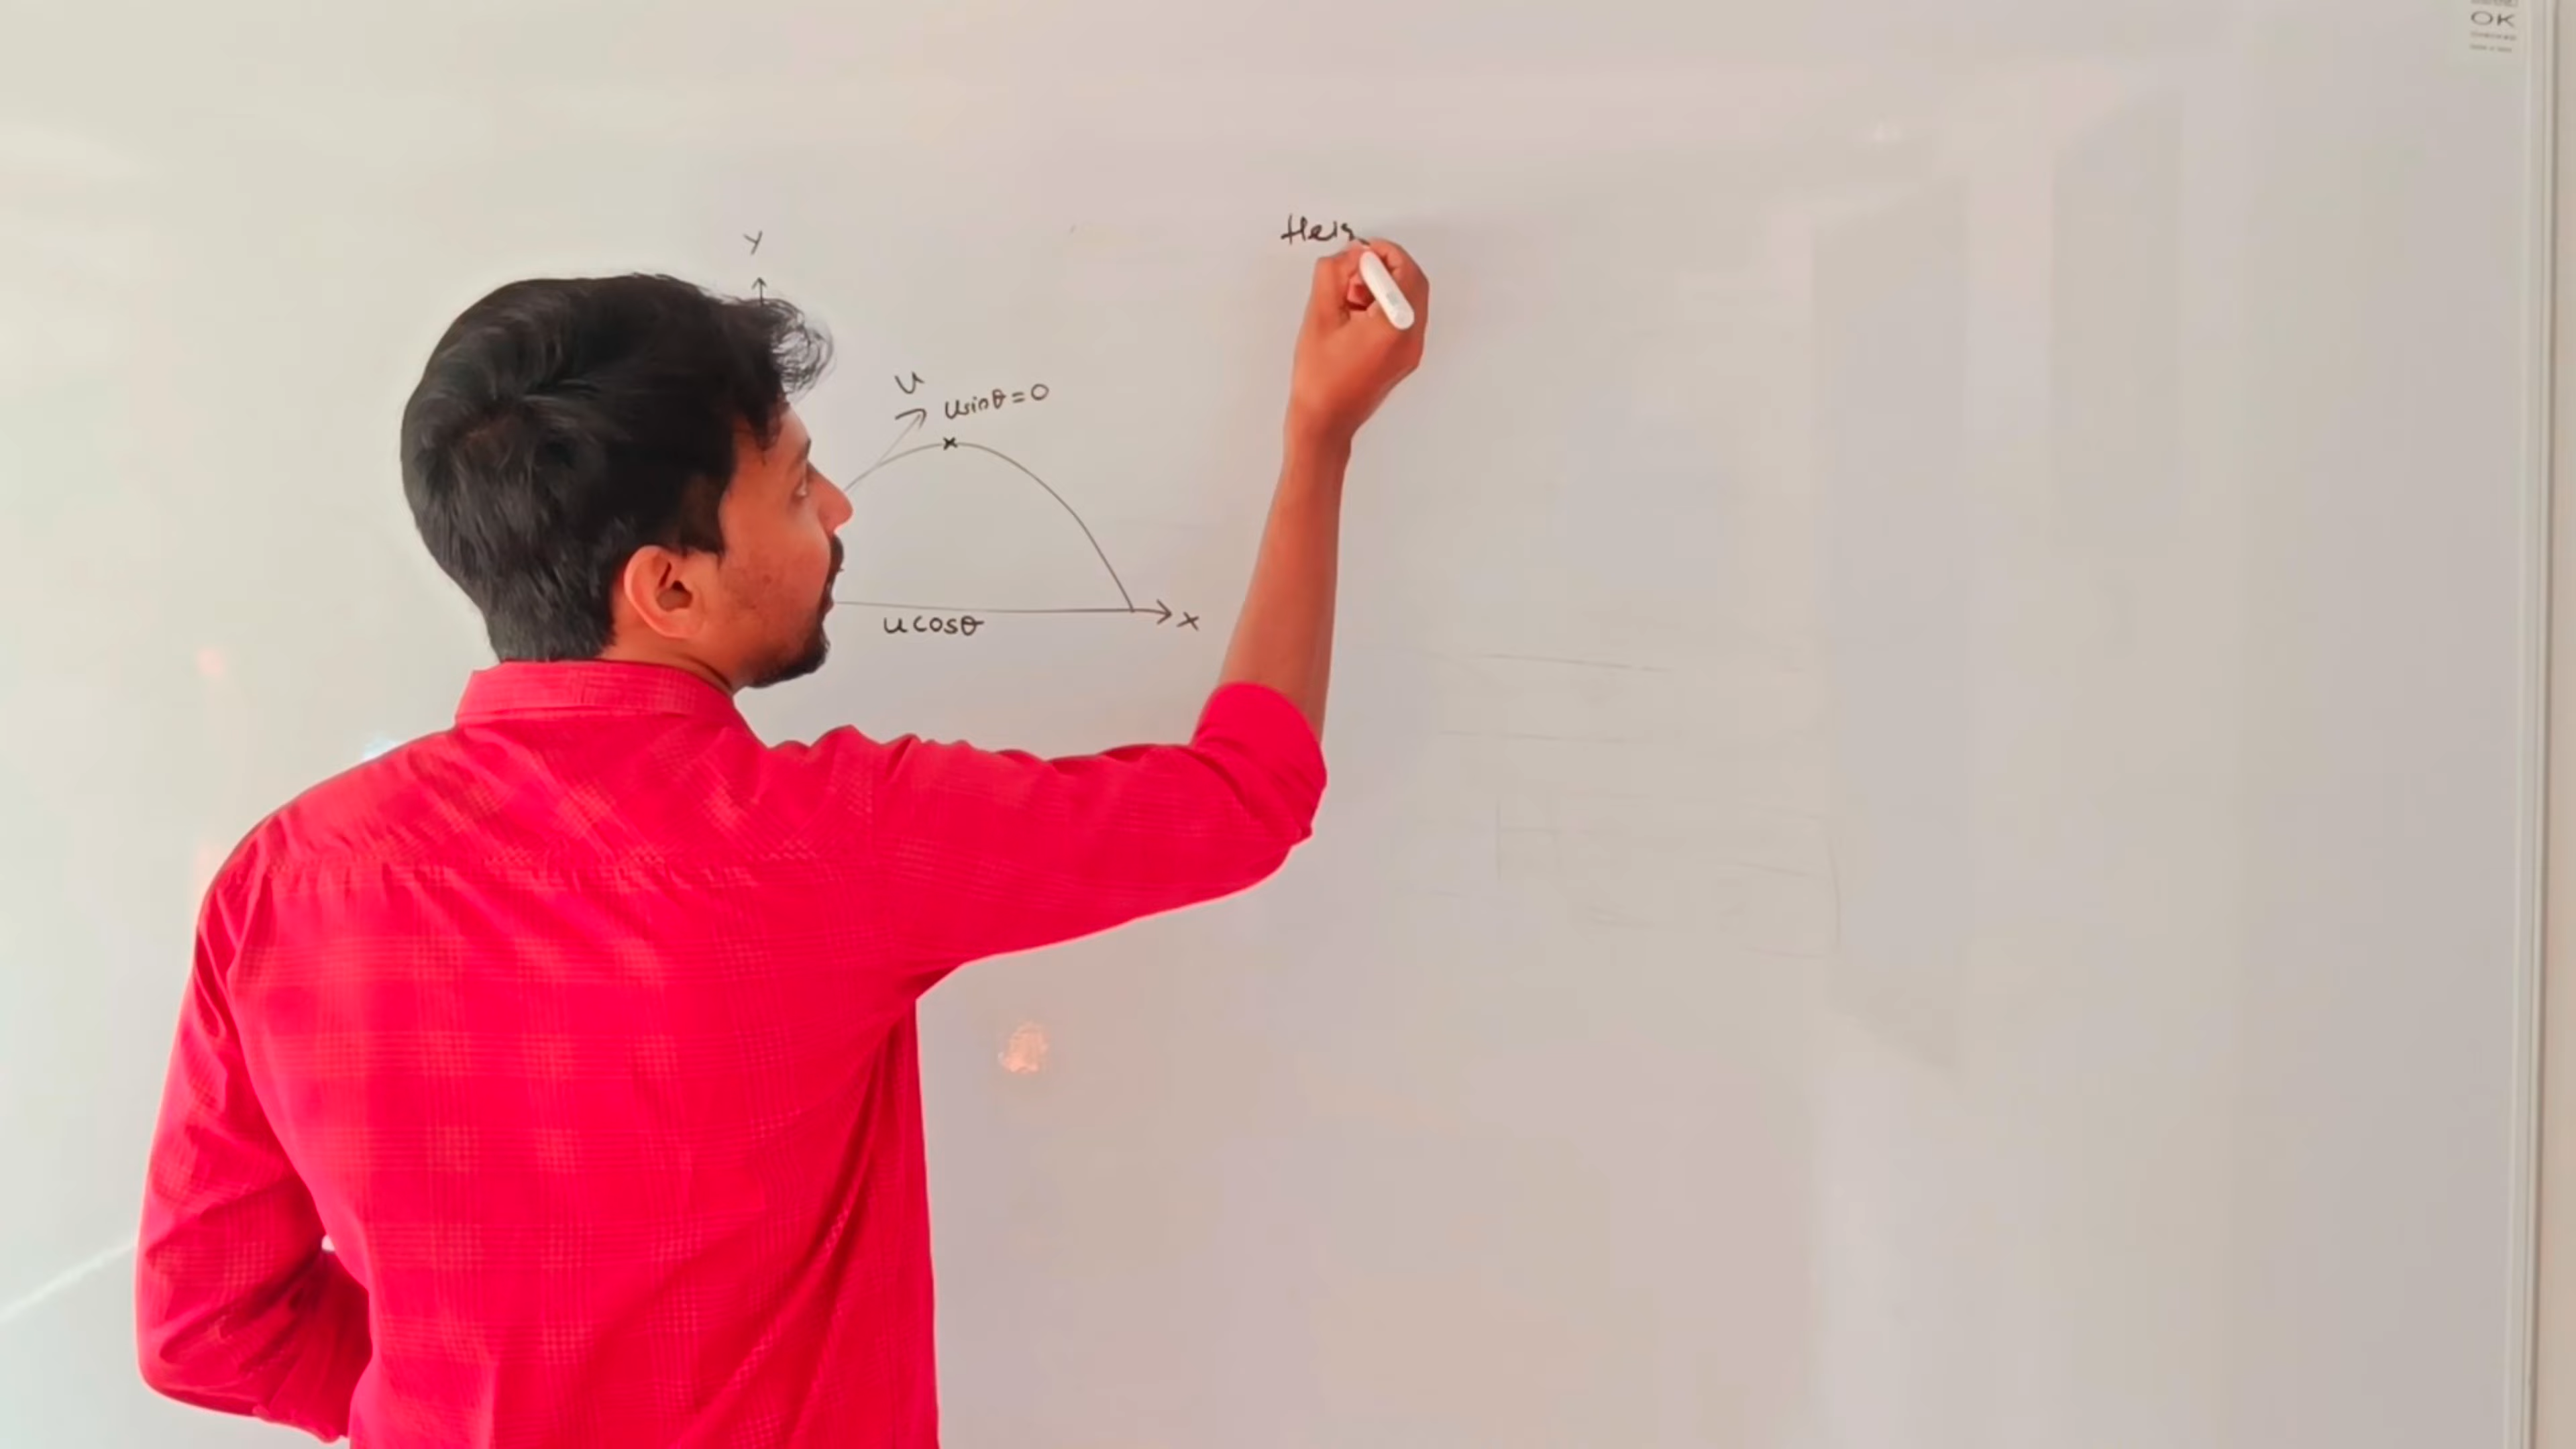 OK
Heig
Y
u
usinθ=0
ucosθ
x